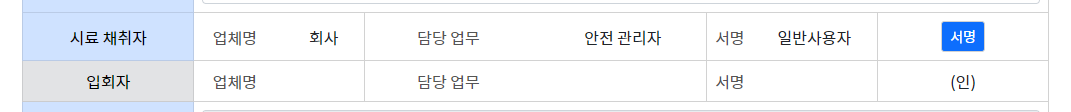 시료 채취자 업체명 회사 담당 업무 안전 관리자 서명 일반사용자 서명
입회자 업체명 담당 업무 서명 (인)